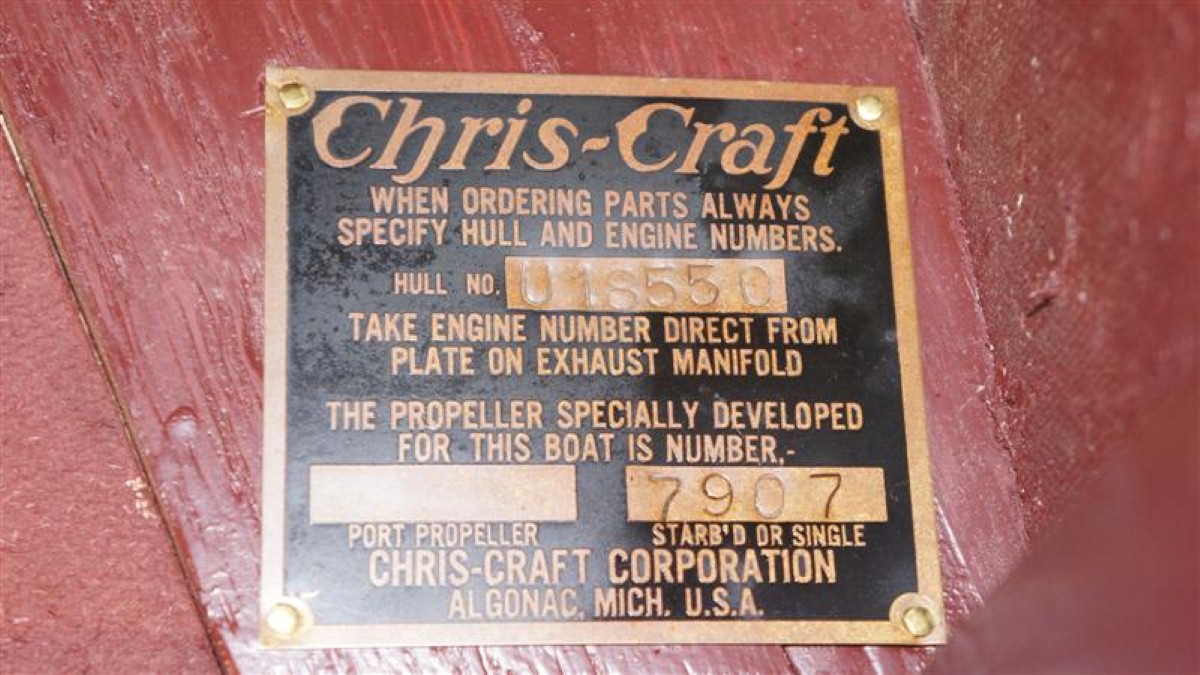 Chris-Craft
WHEN ORDERING PARTS ALWAYS
SPECIFY HULL AND ENGINE NUMBERS.
HULL NO. U18550
TAKE ENGINE NUMBER DIRECT FROM
PLATE ON EXHAUST MANIFOLD
THE PROPELLER SPECIALLY DEVELOPED
FOR THIS BOAT IS NUMBER,-
7907
PORT PROPELLER STARB'D OR SINGLE
CHRIS-CRAFT CORPORATION
ALGONAC, MICH. U.S.A.